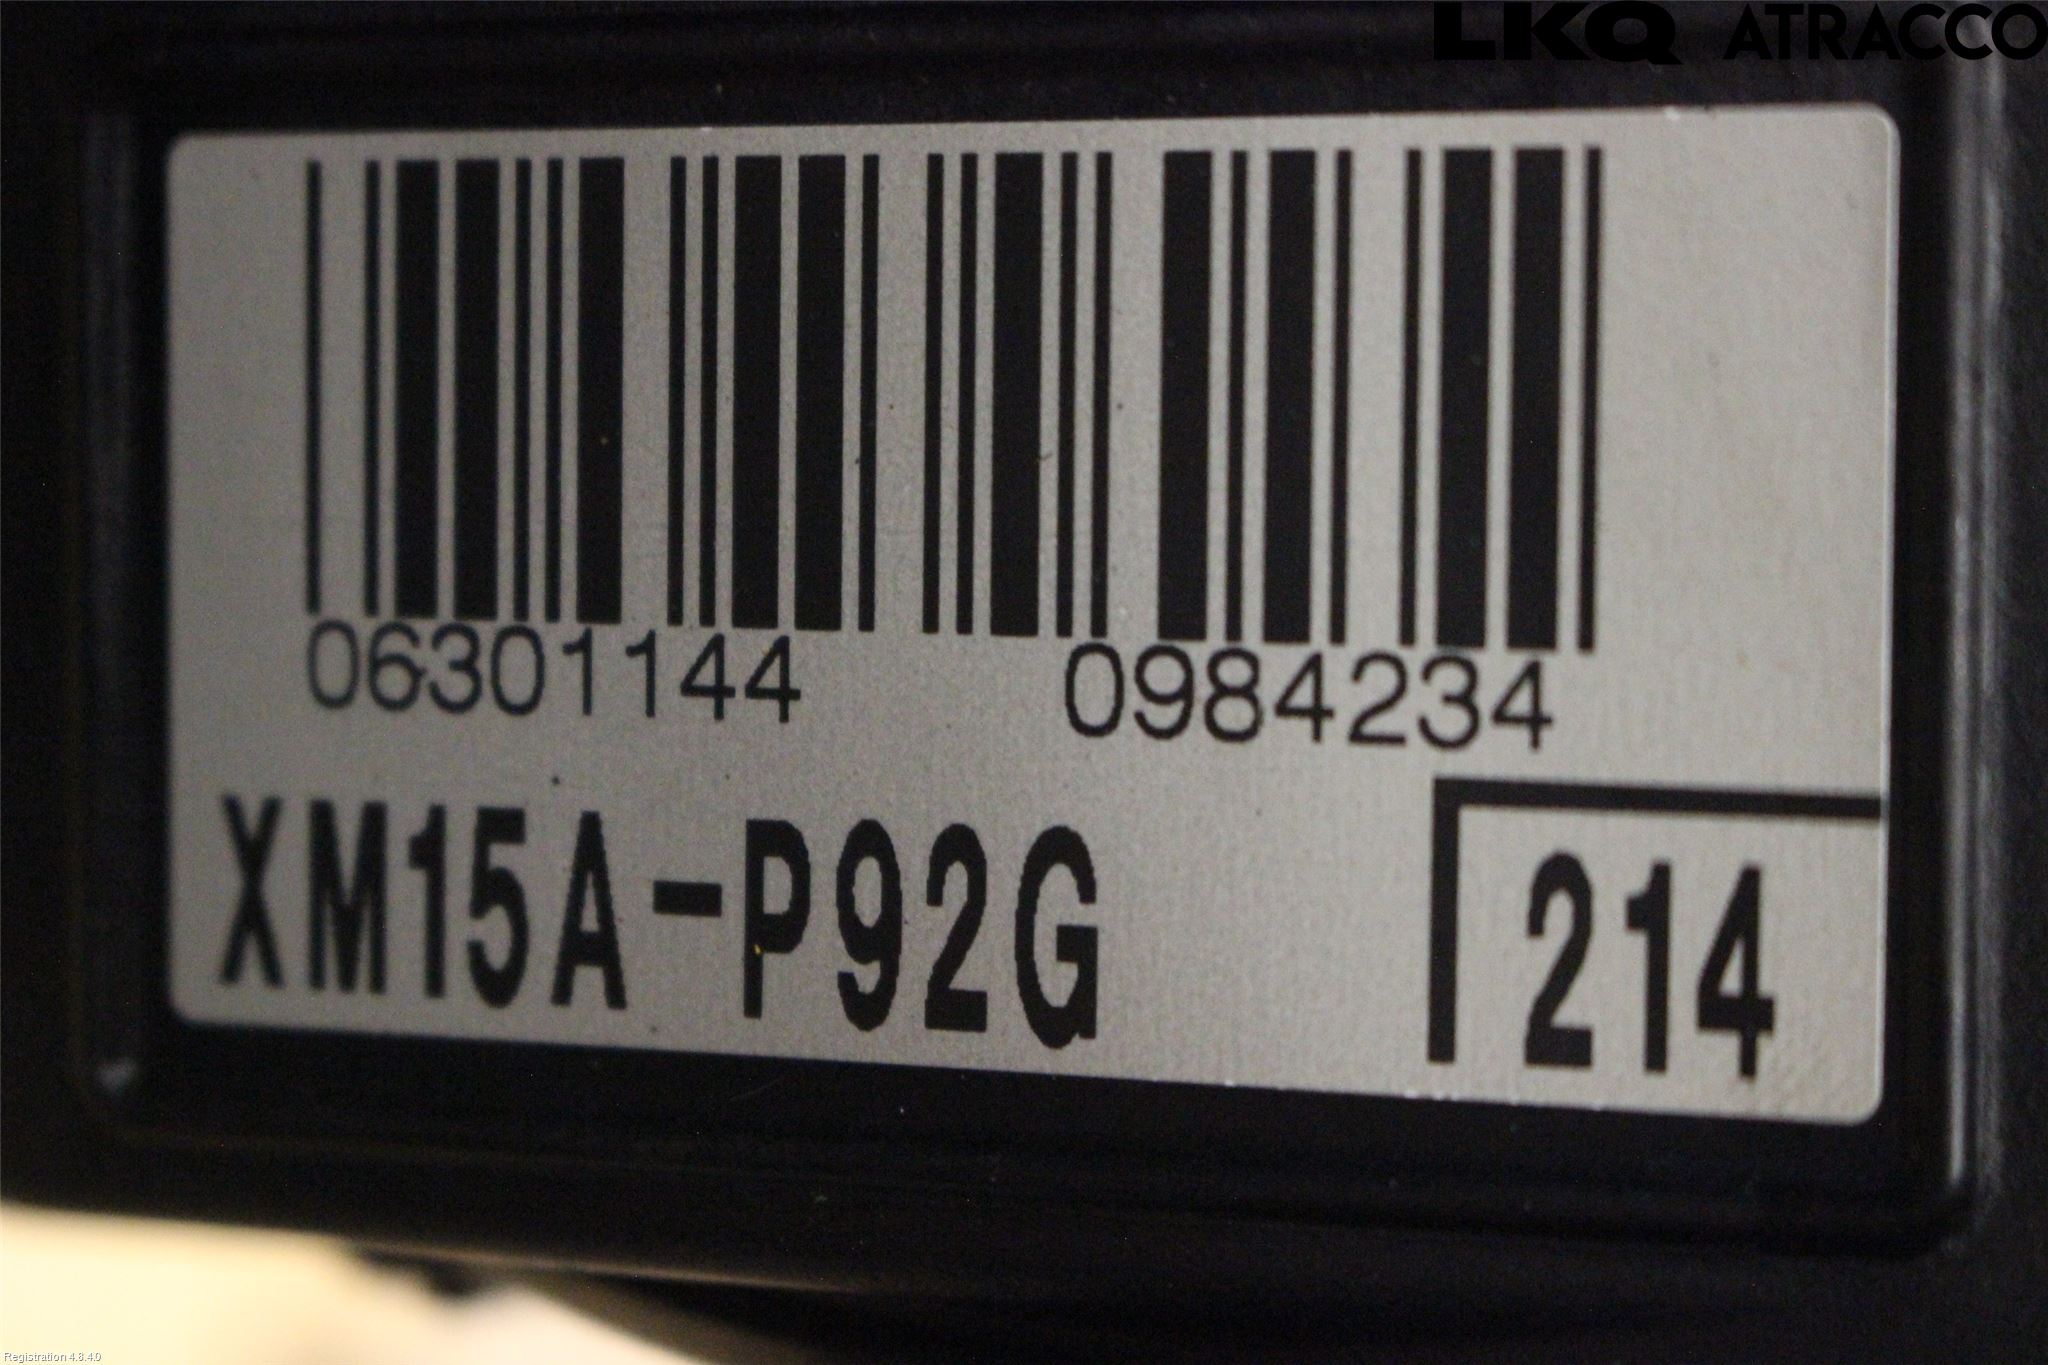 LKQ ATRACCO
06301144 0984234
XM15A-P92G 214
Registration 4.8.4.0